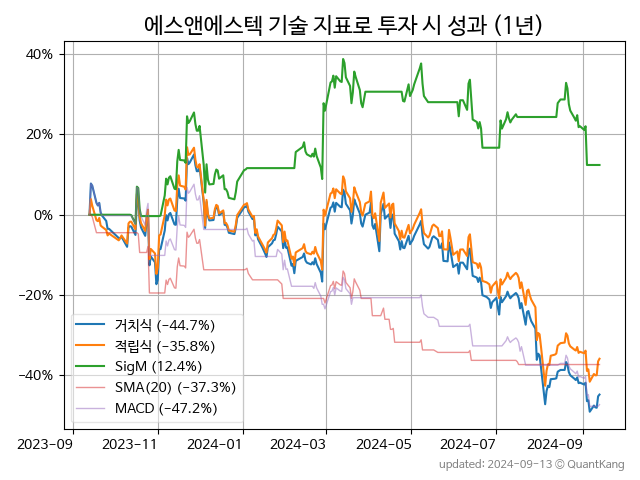 에스앤에스텍 기술 지표로 투자 시 성과 (1년)
40%
20%
0%
−20%
−40%
거치식 (−44.7%)
적립식 (−35.8%)
SigM (12.4%)
SMA(20) (−37.3%)
MACD (−47.2%)
2023-09 2023-11 2024-01 2024-03 2024-05 2024-07 2024-09
updated: 2024-09-13 © QuantKang